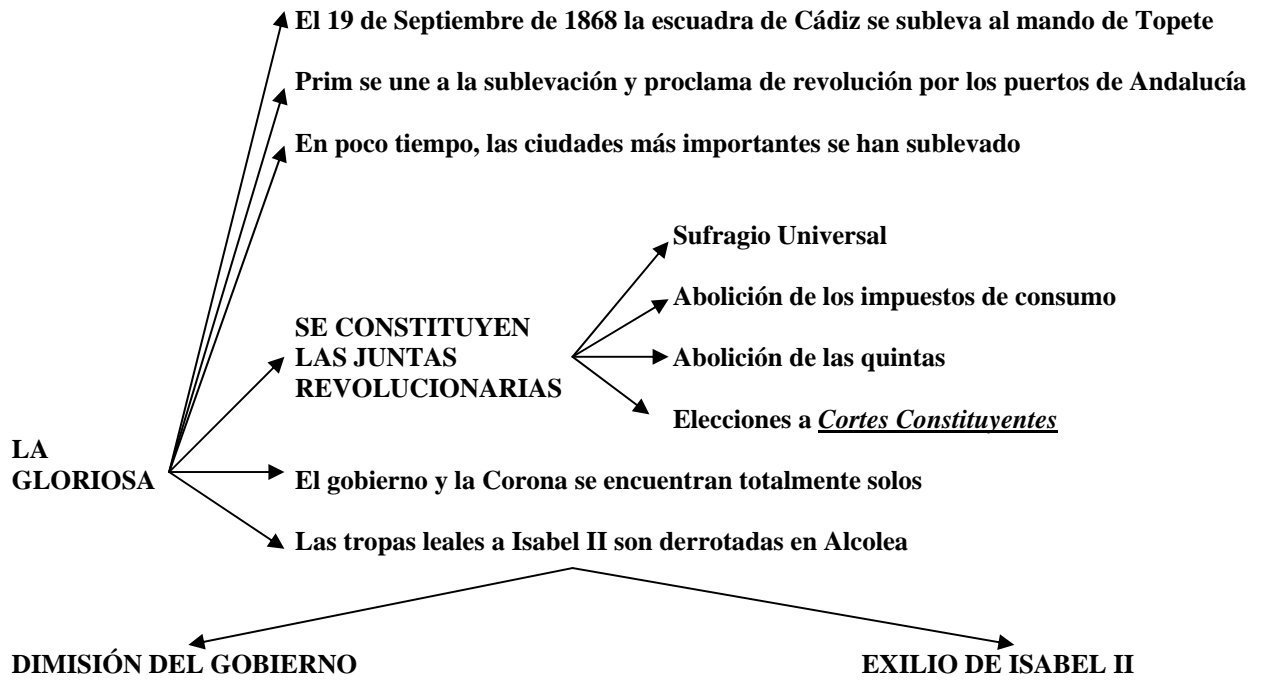 El 19 de Septiembre de 1868 la escuadra de Cádiz se subleva al mando de Topete
Prim se une a la sublevación y proclama de revolución por los puertos de Andalucía
En poco tiempo, las ciudades más importantes se han sublevado
Sufragio Universal
Abolición de los impuestos de consumo
SE CONSTITUYEN
LAS JUNTAS
REVOLUCIONARIAS
Abolición de las quintas
Elecciones a Cortes Constituyentes
LA
GLORIOSA
El gobierno y la Corona se encuentran totalmente solos
Las tropas leales a Isabel II son derrotadas en Alcolea
DIMISIÓN DEL GOBIERNO
EXILIO DE ISABEL II